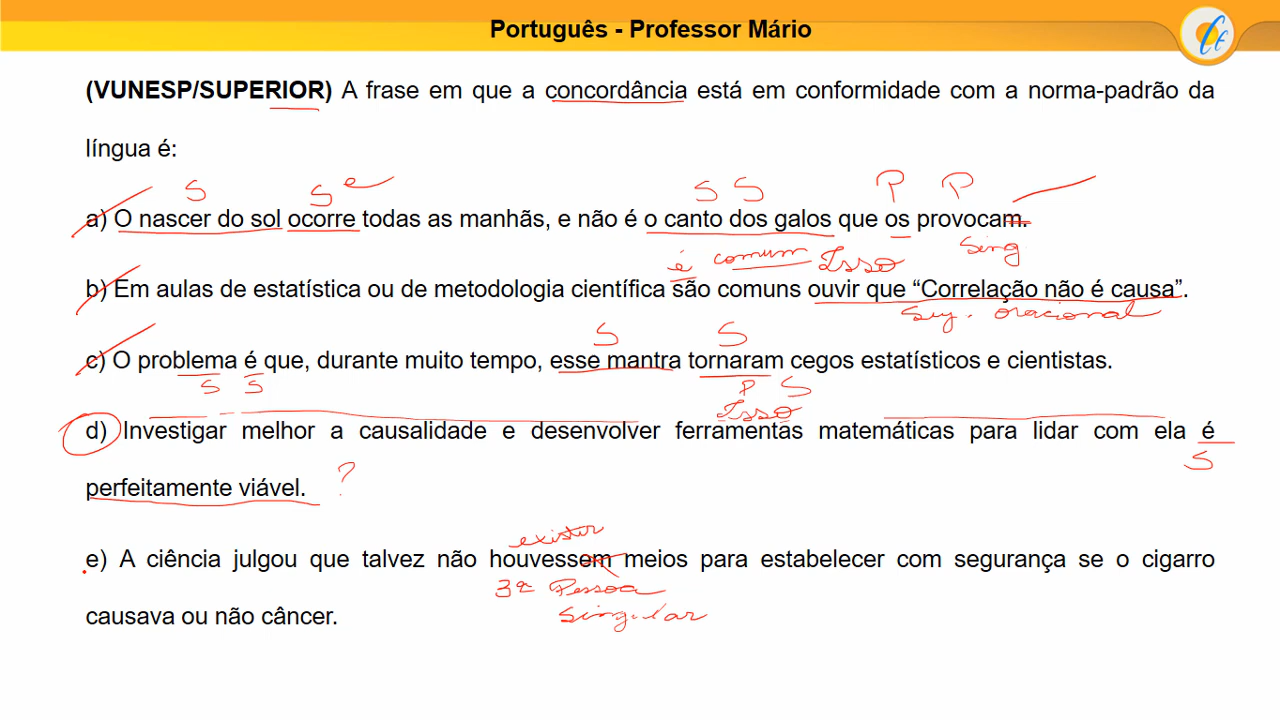 Português - Professor Mário
(VUNESP/SUPERIOR) A frase em que a concordância está em conformidade com a norma-padrão da
língua é:
S S e S S P P
a) O nascer do sol ocorre todas as manhãs, e não é o canto dos galos que os provocam.
é comum Isso Sing
b) Em aulas de estatística ou de metodologia científica são comuns ouvir que “Correlação não é causa”.
Suj. oracional
S S
c) O problema é que, durante muito tempo, esse mantra tornaram cegos estatísticos e cientistas.
S S P S
Isso
d) Investigar melhor a causalidade e desenvolver ferramentas matemáticas para lidar com ela é
S
perfeitamente viável. ?
existir
e) A ciência julgou que talvez não houvessem meios para estabelecer com segurança se o cigarro
3ª Pessoa
Singular
causava ou não câncer.